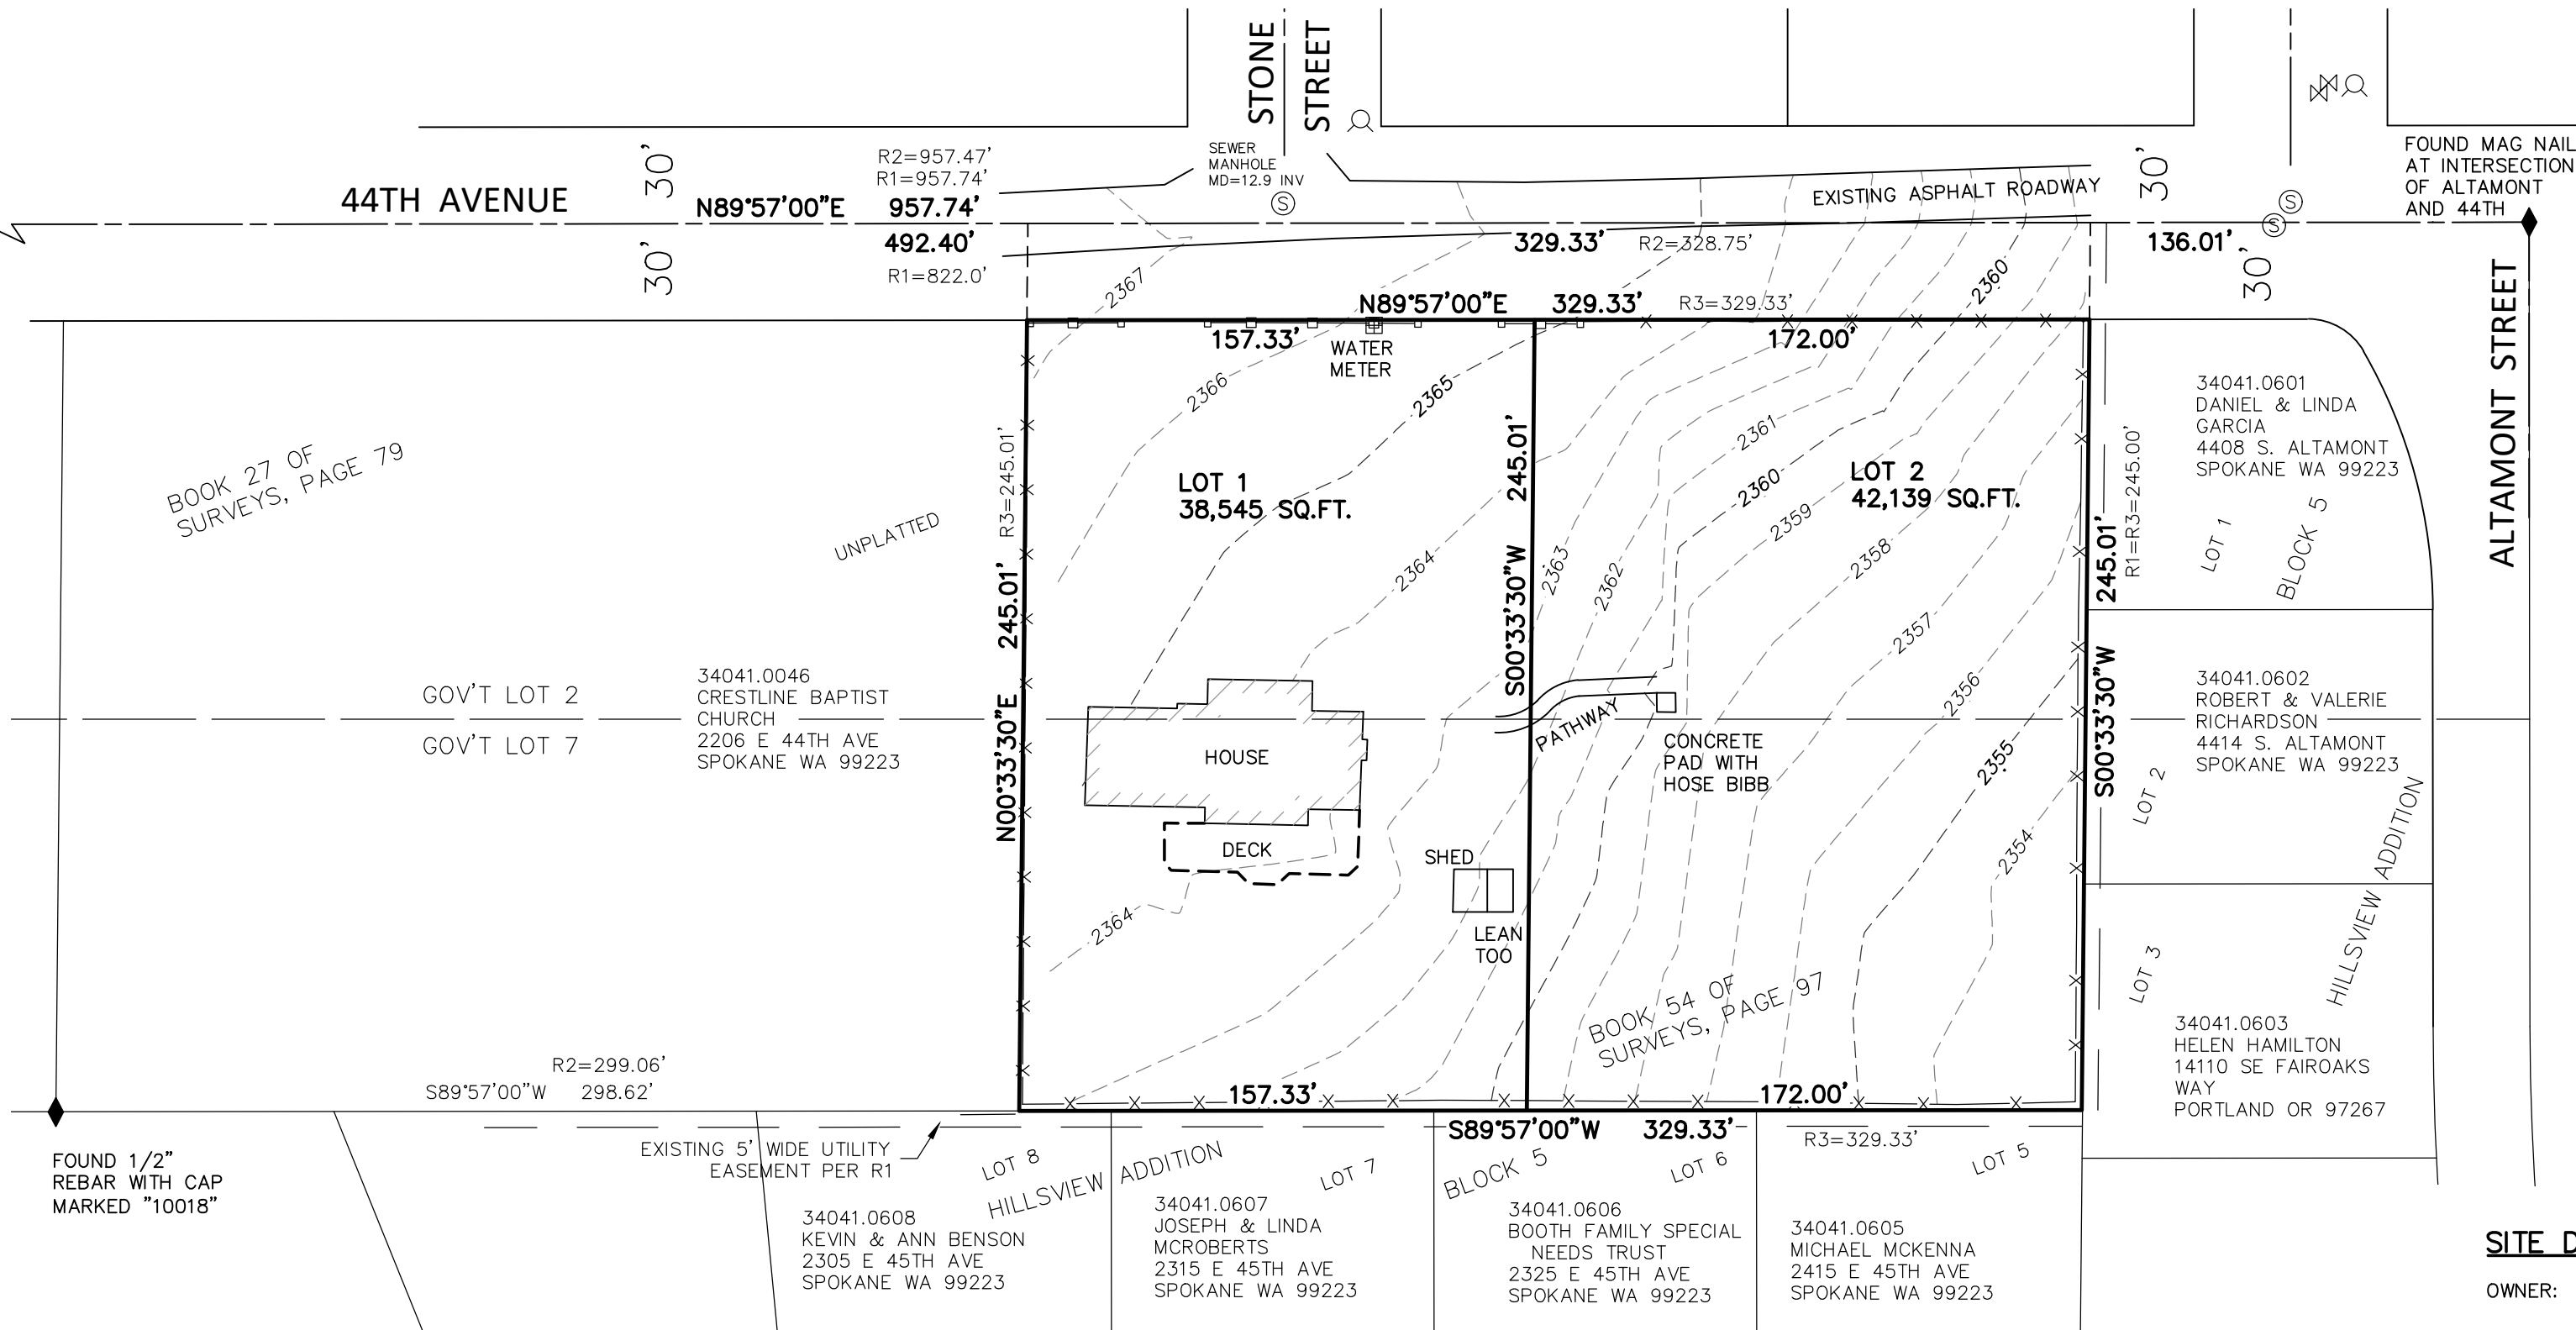 STONE
STREET
SEWER
MANHOLE
MD=12.9 INV
S
44TH AVENUE
30'
30'
R2=957.47'
R1=957.74'
N89°57'00"E 957.74'
492.40'
R1=822.0'
EXISTING ASPHALT ROADWAY
329.33' R2=328.75'
30'
30'
136.01'
S
S
FOUND MAG NAIL
AT INTERSECTION
OF ALTAMONT
AND 44TH
ALTAMONT STREET
N89°57'00"E 329.33' R3=329.33'
157.33'
172.00'
WATER
METER
2367
2366
2365
2364
2363
2362
2361
2360
2360
2359
2358
2357
2356
2355
2354
2364
BOOK 27 OF
SURVEYS, PAGE 79
UNPLATTED
R3=245.01'
245.01'
N00°33'30"E
LOT 1
38,545 SQ.FT.
245.01'
S00°33'30"W
LOT 2
42,139 SQ.FT.
R1=R3=245.00'
245.01'
S00°33'30"W
34041.0601
DANIEL & LINDA
GARCIA
4408 S. ALTAMONT
SPOKANE WA 99223
LOT 1
BLOCK 5
GOV'T LOT 2
GOV'T LOT 7
34041.0046
CRESTLINE BAPTIST
CHURCH
2206 E 44TH AVE
SPOKANE WA 99223
HOUSE
DECK
SHED
LEAN
TOO
PATHWAY
CONCRETE
PAD WITH
HOSE BIBB
34041.0602
ROBERT & VALERIE
RICHARDSON
4414 S. ALTAMONT
SPOKANE WA 99223
LOT 2
HILLSVIEW ADDITION
LOT 3
34041.0603
HELEN HAMILTON
14110 SE FAIROAKS
WAY
PORTLAND OR 97267
BOOK 54 OF
SURVEYS, PAGE 97
R2=299.06'
S89°57'00"W 298.62'
157.33'
172.00'
S89°57'00"W 329.33'
R3=329.33'
FOUND 1/2"
REBAR WITH CAP
MARKED "10018"
EXISTING 5' WIDE UTILITY
EASEMENT PER R1
LOT 8
HILLSVIEW ADDITION
LOT 7
BLOCK 5
LOT 6
LOT 5
34041.0608
KEVIN & ANN BENSON
2305 E 45TH AVE
SPOKANE WA 99223
34041.0607
JOSEPH & LINDA
MCROBERTS
2315 E 45TH AVE
SPOKANE WA 99223
34041.0606
BOOTH FAMILY SPECIAL
NEEDS TRUST
2325 E 45TH AVE
SPOKANE WA 99223
34041.0605
MICHAEL MCKENNA
2415 E 45TH AVE
SPOKANE WA 99223
SITE D
OWNER: